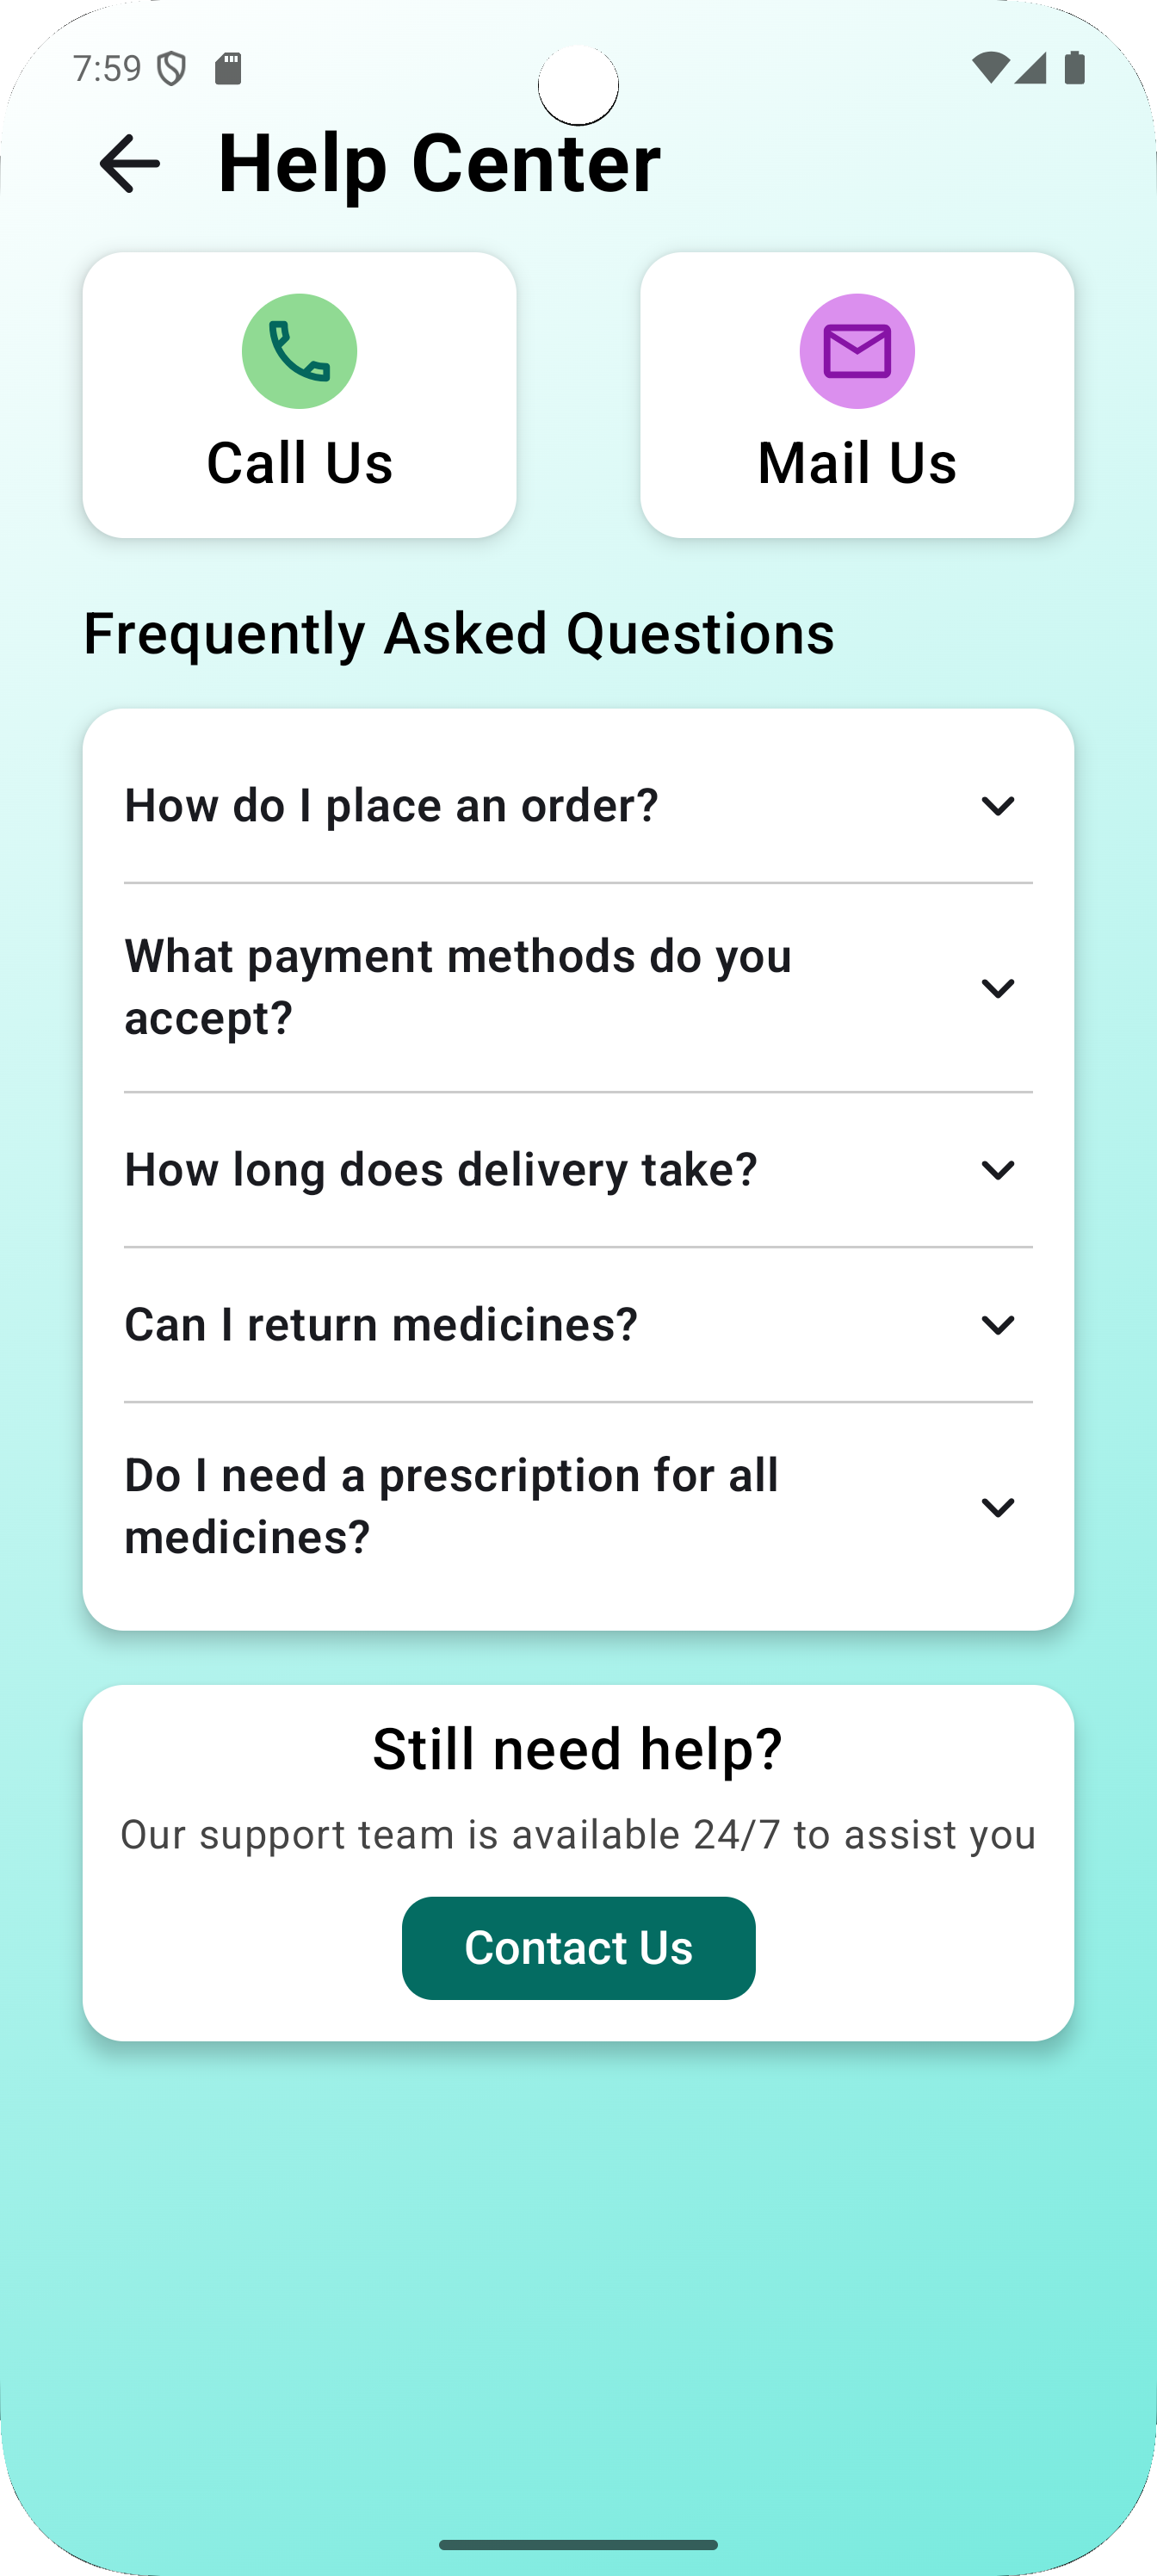 7:59
Help Center
Call Us
Mail Us
Frequently Asked Questions
How do I place an order?
What payment methods do you
accept?
How long does delivery take?
Can I return medicines?
Do I need a prescription for all
medicines?
Still need help?
Our support team is available 24/7 to assist you
Contact Us